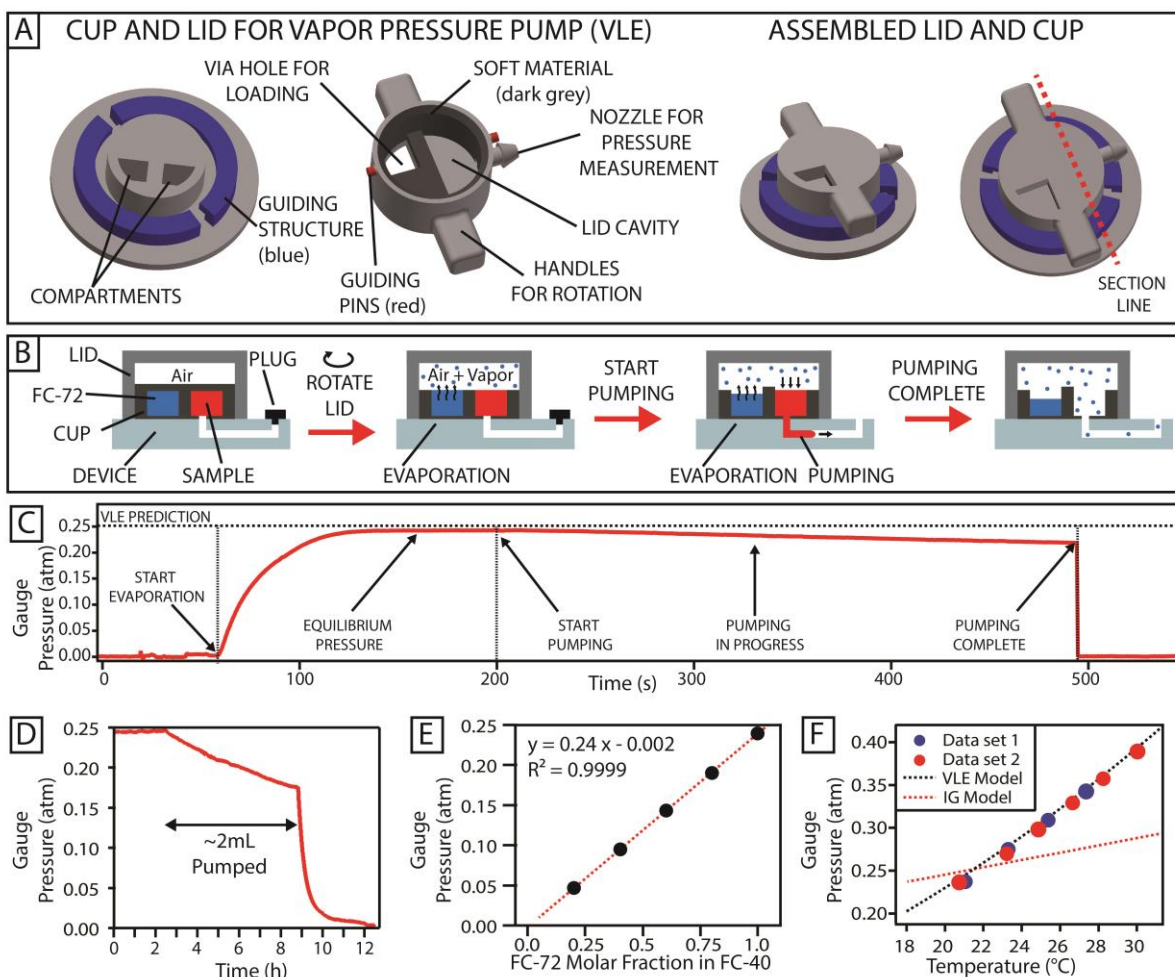 A
CUP AND LID FOR VAPOR PRESSURE PUMP (VLE)
ASSEMBLED LID AND CUP
VIA HOLE FOR
LOADING
SOFT MATERIAL
(dark grey)
NOZZLE FOR
PRESSURE
MEASUREMENT
GUIDING
STRUCTURE
(blue)
LID CAVITY
COMPARTMENTS
GUIDING
PINS (red)
HANDLES
FOR ROTATION
SECTION
LINE
B
LID
Air
PLUG
FC-72
CUP
DEVICE
SAMPLE
ROTATE
LID
Air + Vapor
EVAPORATION
START
PUMPING
EVAPORATION
PUMPING
PUMPING
COMPLETE
C
VLE PREDICTION
Gauge
Pressure (atm)
0.25
0.20
0.15
0.10
0.05
0.00
START
EVAPORATION
EQUILIBRIUM
PRESSURE
START
PUMPING
PUMPING
IN PROGRESS
PUMPING
COMPLETE
0 100 200 300 400 500
Time (s)
D
Gauge
Pressure (atm)
0.25
0.20
0.15
0.10
0.05
0.00
~2mL
Pumped
0 2 4 6 8 10 12
Time (h)
E
Gauge
Pressure (atm)
0.25
0.20
0.15
0.10
0.05
0.00
y = 0.24 x - 0.002
R² = 0.9999
0 0.25 0.50 0.75 1.0
FC-72 Molar Fraction in FC-40
F
Gauge
Pressure (atm)
0.40
0.35
0.30
0.25
0.20
Data set 1
Data set 2
VLE Model
IG Model
18 20 22 24 26 28 30
Temperature (°C)